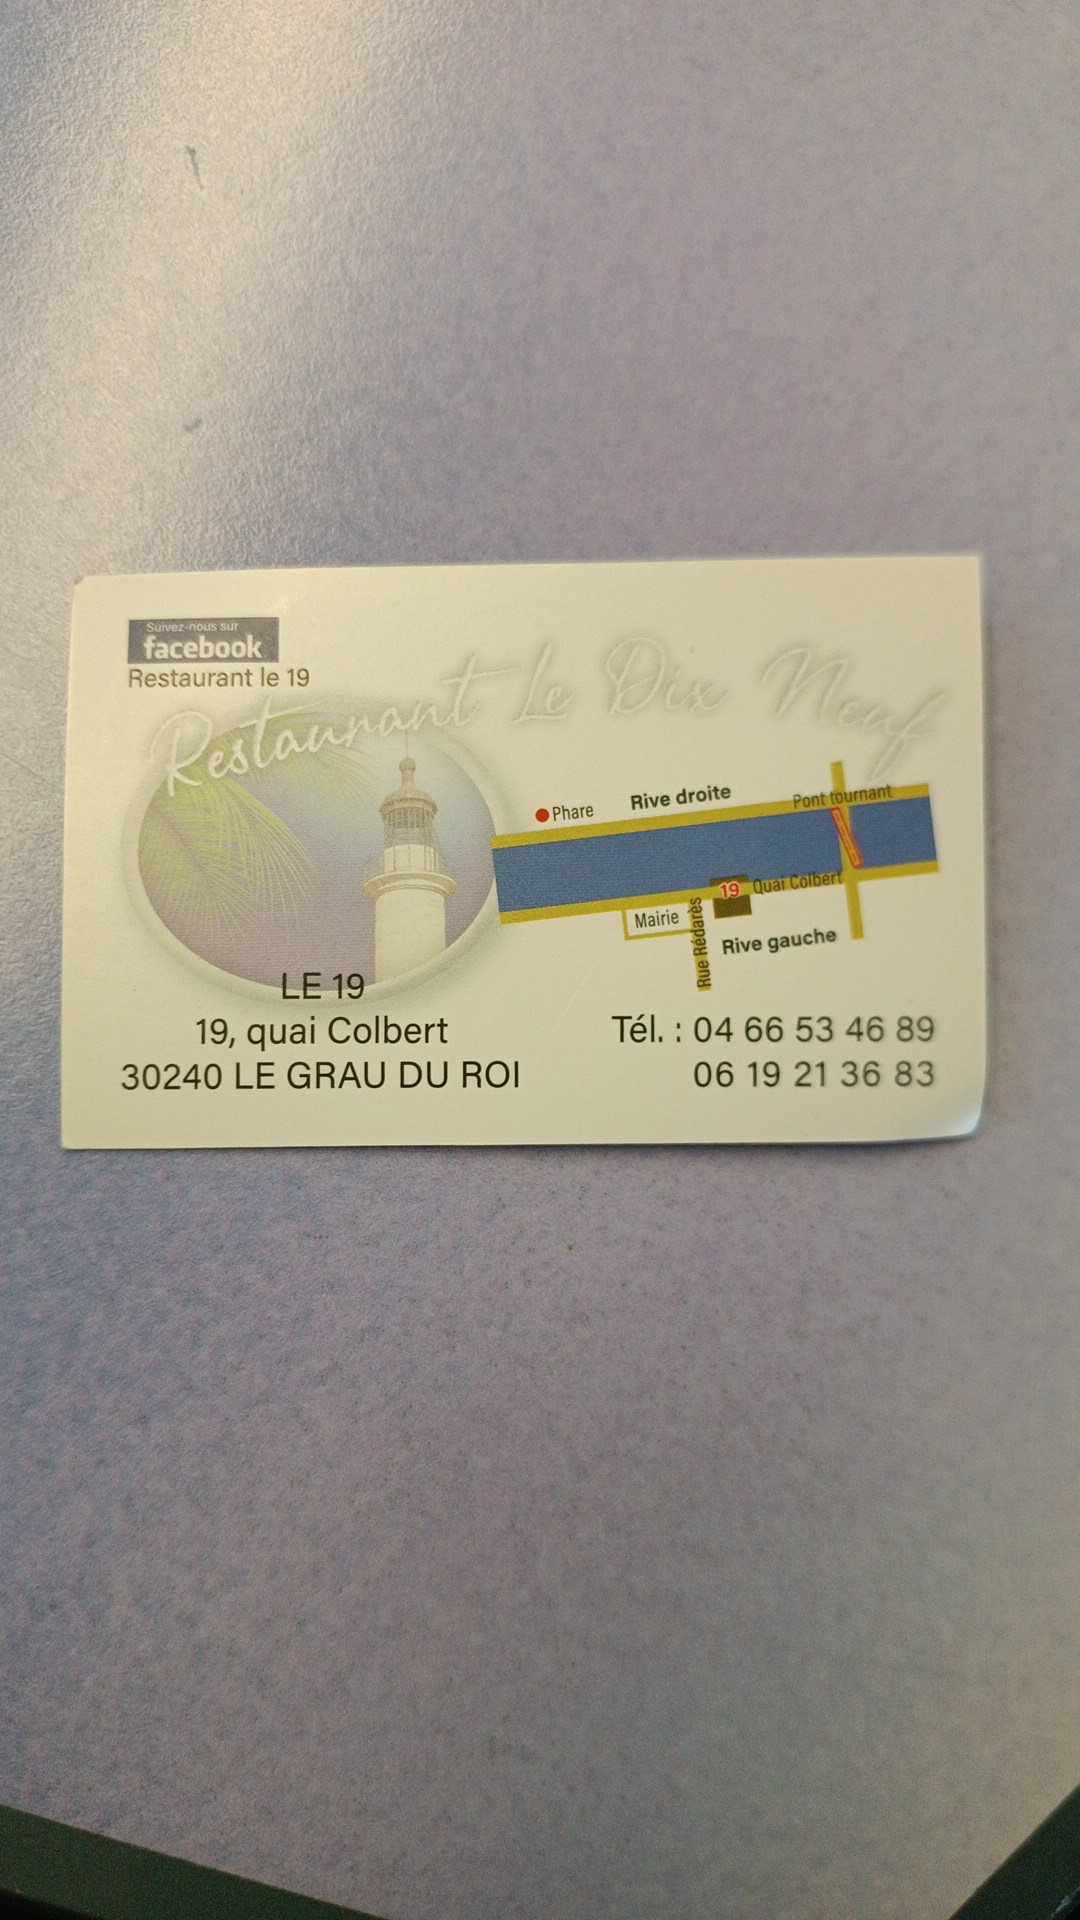 Suivez-nous sur
facebook
Restaurant le 19
Restaurant Le Dix Neuf
Phare
Rive droite
Pont tournant
19
Quai Colbert
Mairie
Rue Rédarès
Rive gauche
LE 19
19, quai Colbert
30240 LE GRAU DU ROI
Tél. : 04 66 53 46 89
06 19 21 36 83